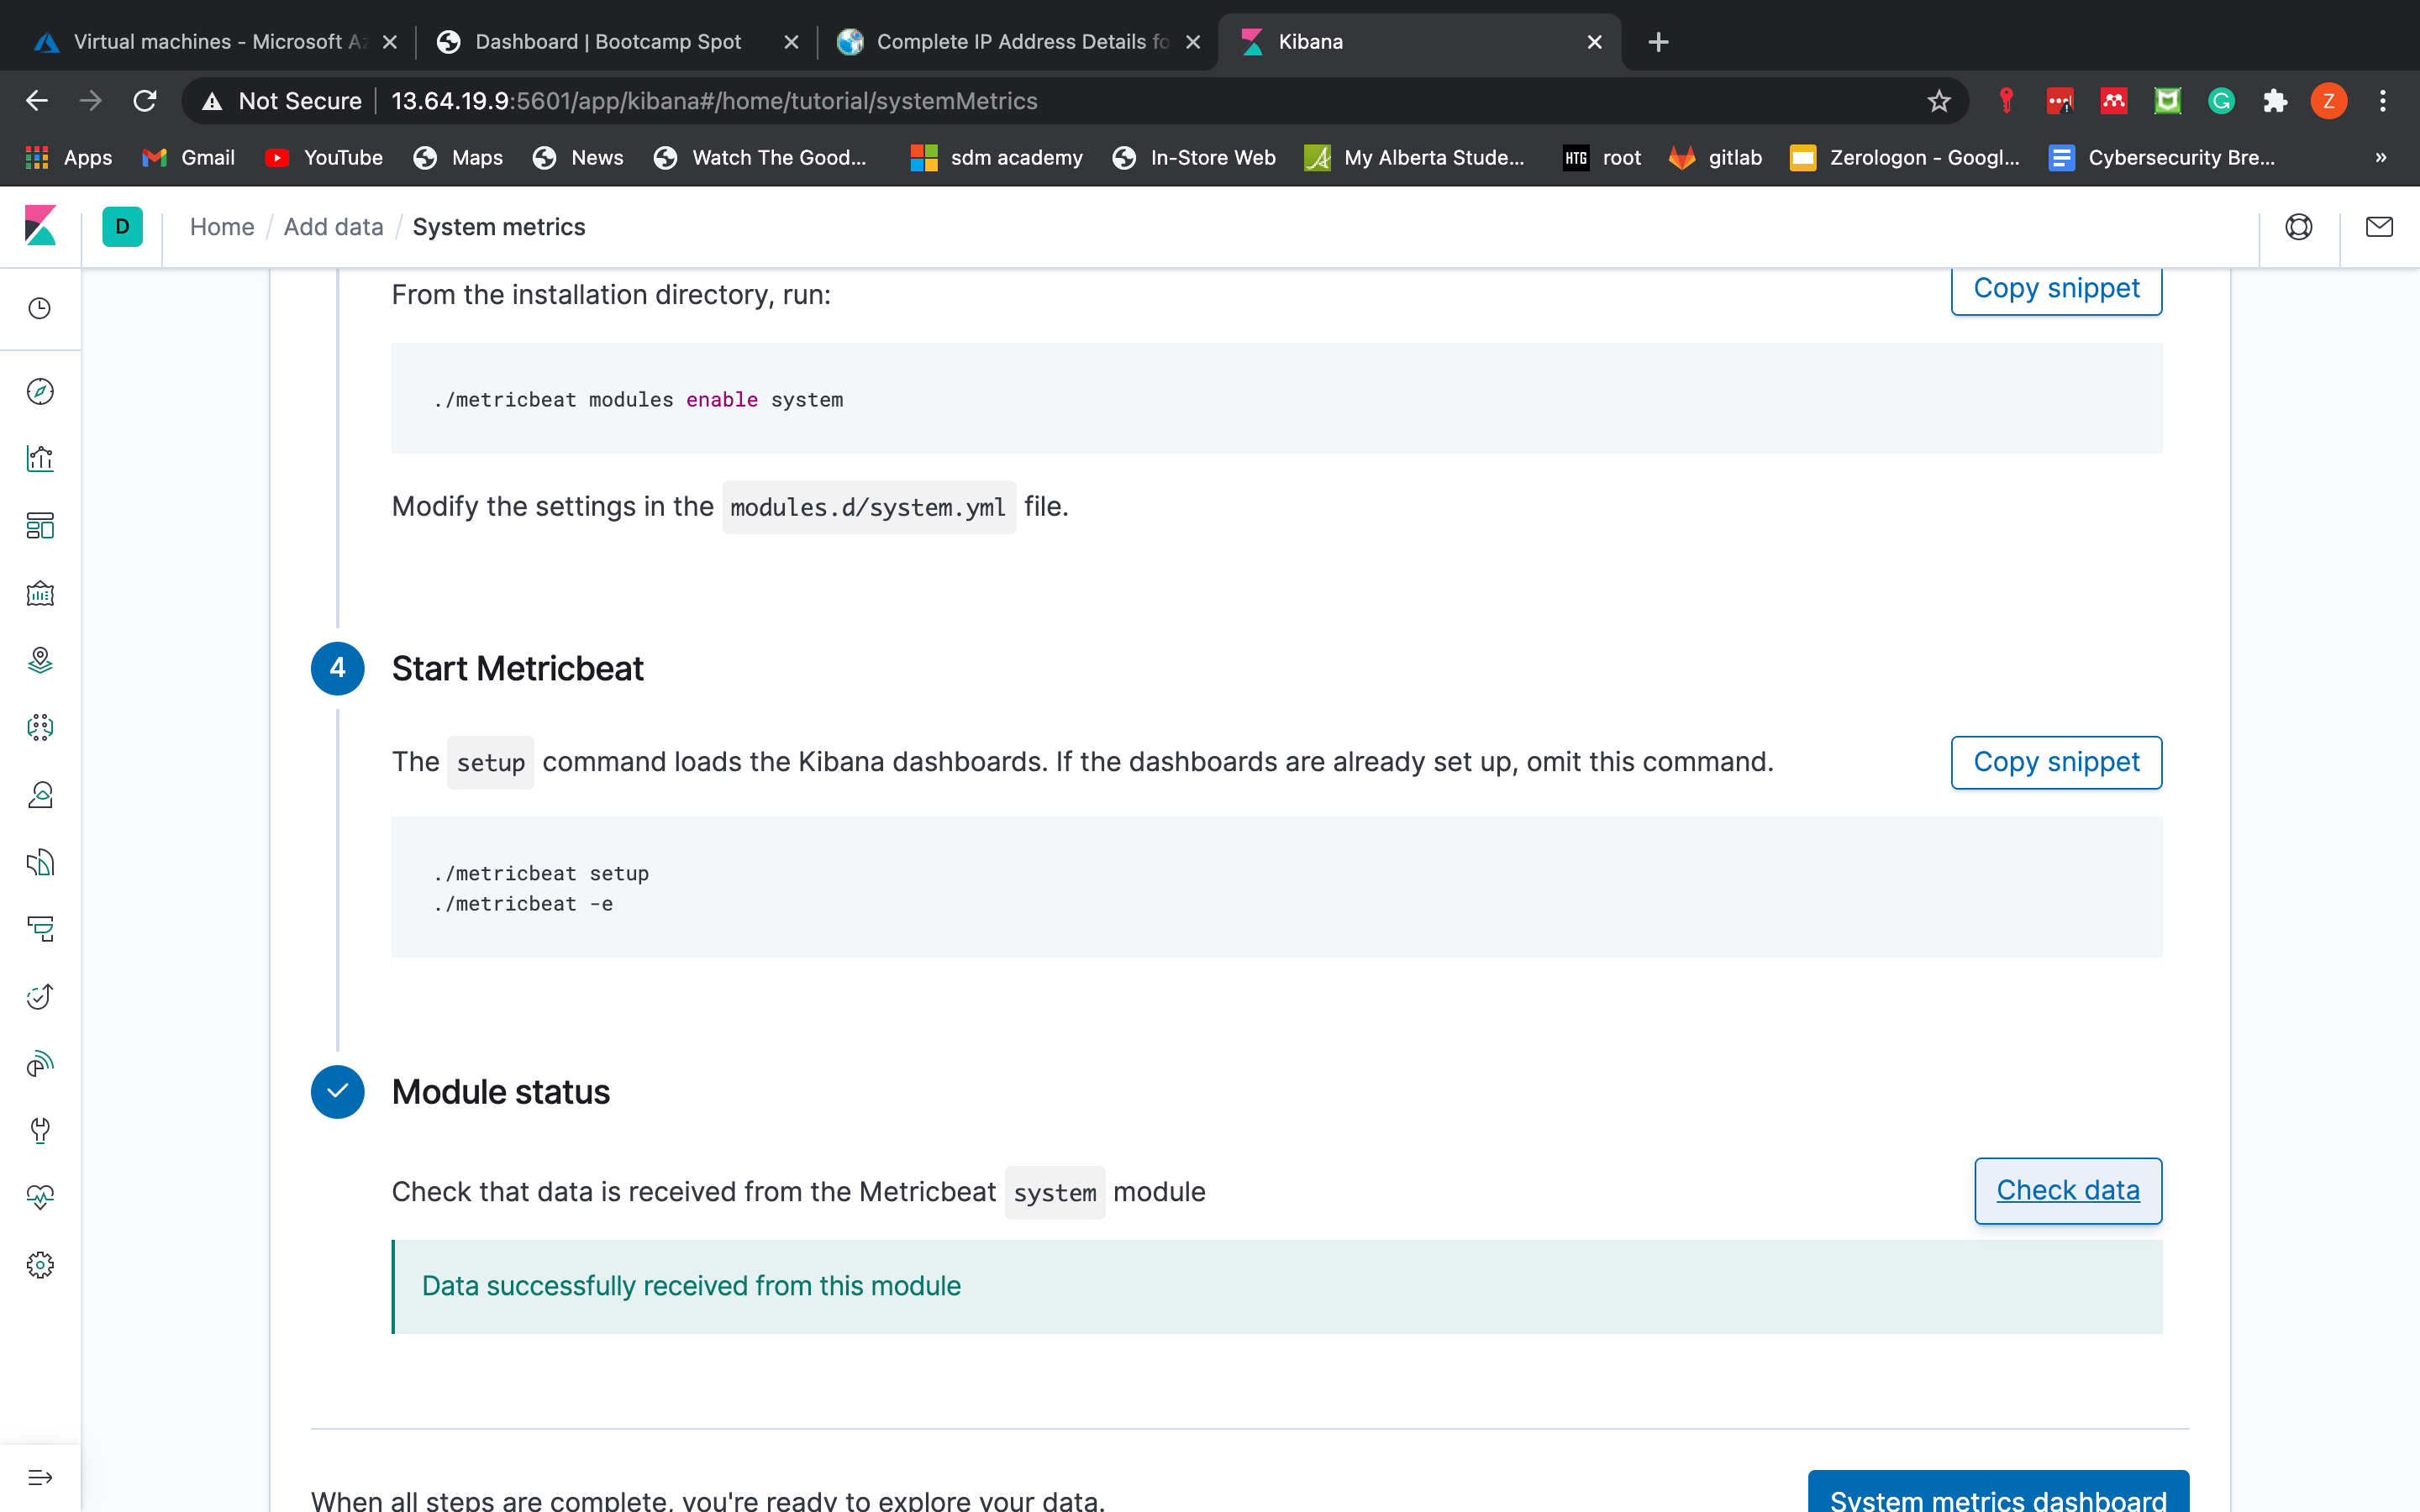 Virtual machines - Microsoft Az
Dashboard | Bootcamp Spot
Complete IP Address Details fo
Kibana
Not Secure
13.64.19.9:5601/app/kibana#/home/tutorial/systemMetrics
Z
Apps
Gmail
YouTube
Maps
News
Watch The Good...
sdm academy
In-Store Web
My Alberta Stude...
HTG
root
gitlab
Zerologon - Googl...
Cybersecurity Bre...
»
D
Home / Add data / System metrics
From the installation directory, run:
Copy snippet
./metricbeat modules enable system
Modify the settings in the modules.d/system.yml file.
4
Start Metricbeat
The setup command loads the Kibana dashboards. If the dashboards are already set up, omit this command.
Copy snippet
./metricbeat setup
./metricbeat -e
Module status
Check that data is received from the Metricbeat system module
Check data
Data successfully received from this module
When all steps are complete, you're ready to explore your data.
System metrics dashboard